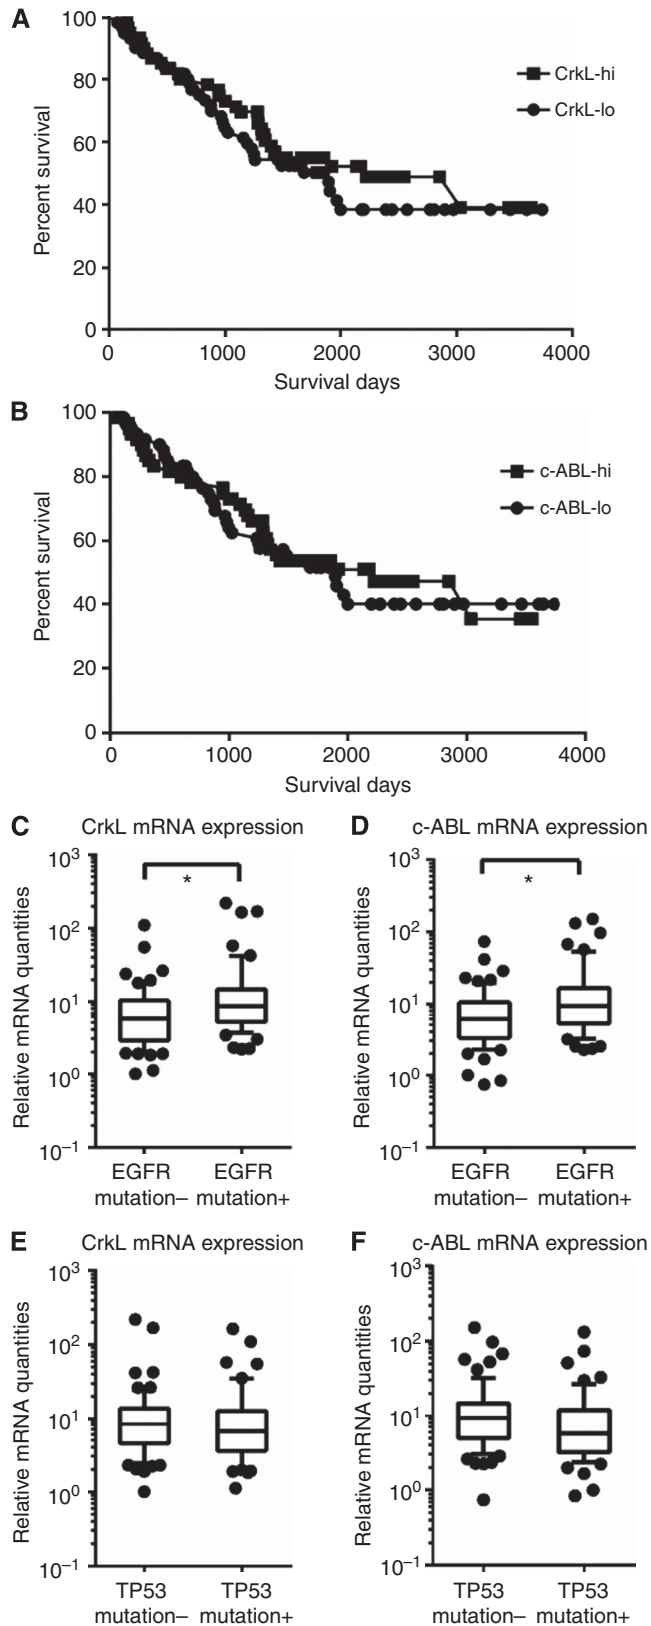 A
100
80
60
40
20
0
Percent survival
CrkL-hi
CrkL-lo
0 1000 2000 3000 4000
Survival days
B
100
80
60
40
20
0
Percent survival
c-ABL-hi
c-ABL-lo
0 1000 2000 3000 4000
Survival days
C CrkL mRNA expression
10³
10²
10¹
10⁰
10⁻¹
Relative mRNA quantities
*
EGFR EGFR
mutation– mutation+
D c-ABL mRNA expression
10³
10²
10¹
10⁰
10⁻¹
Relative mRNA quantities
*
EGFR EGFR
mutation– mutation+
E CrkL mRNA expression
10³
10²
10¹
10⁰
10⁻¹
Relative mRNA quantities
TP53 TP53
mutation– mutation+
F c-ABL mRNA expression
10³
10²
10¹
10⁰
10⁻¹
Relative mRNA quantities
TP53 TP53
mutation– mutation+